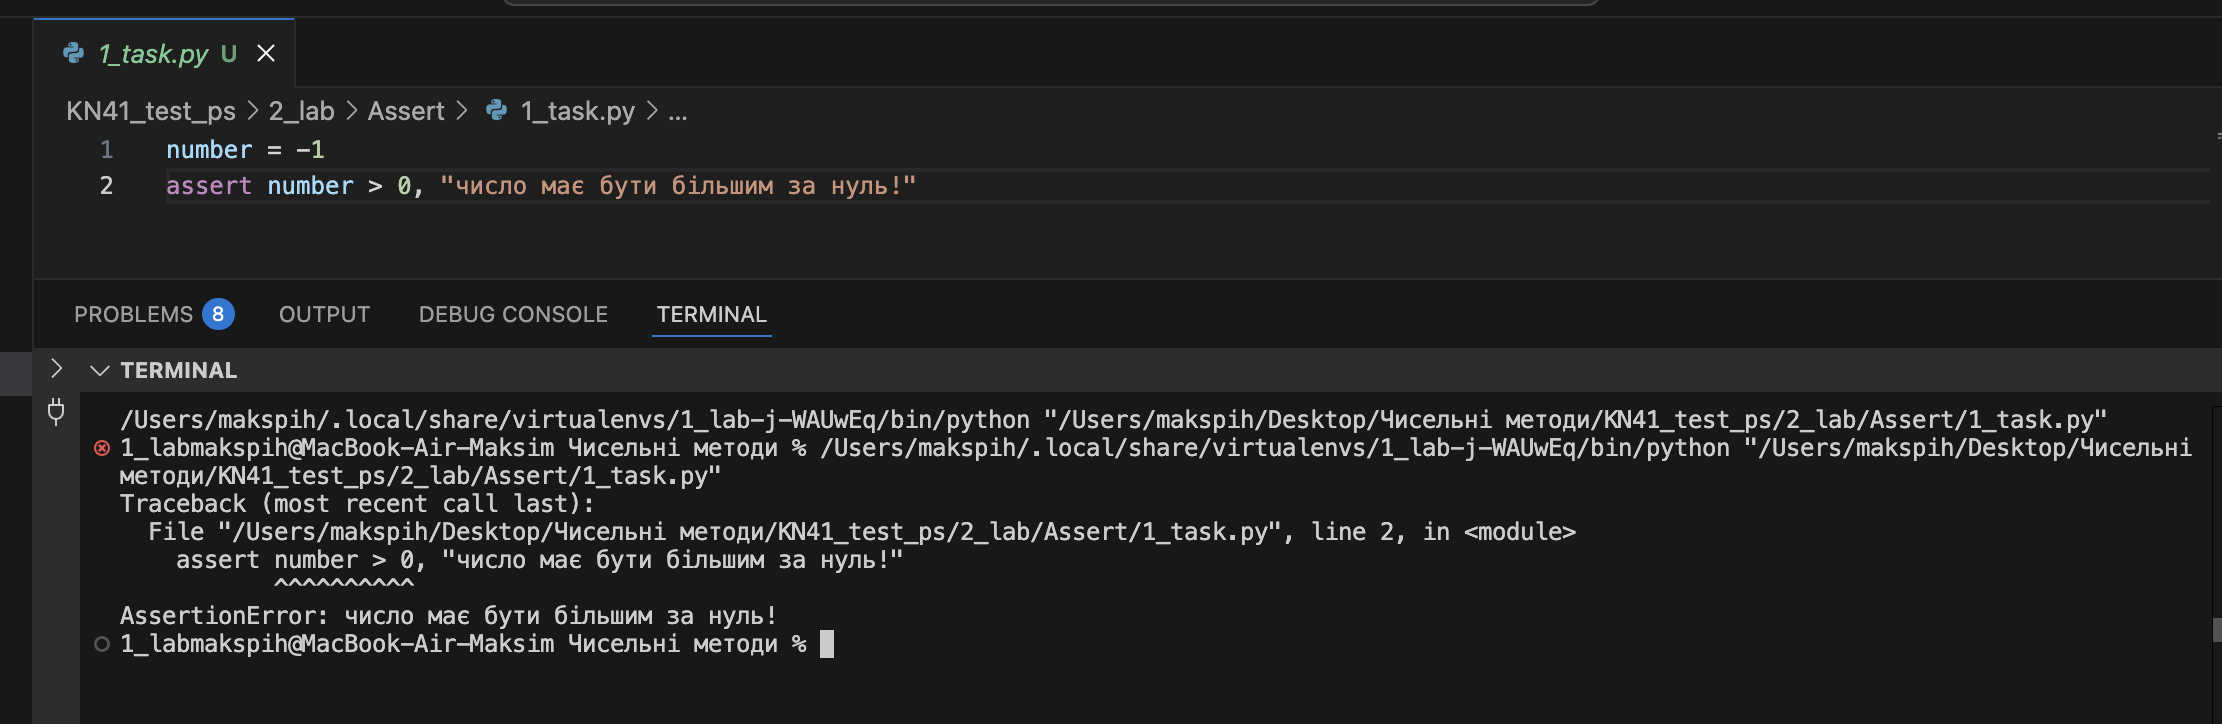 1_task.py U
KN41_test_ps > 2_lab > Assert > 1_task.py > ...
1 number = -1
2 assert number > 0, "число має бути більшим за нуль!"
PROBLEMS 8 OUTPUT DEBUG CONSOLE TERMINAL
TERMINAL
/Users/makspih/.local/share/virtualenvs/1_lab-j-WAUwEq/bin/python "/Users/makspih/Desktop/Чисельні методи/KN41_test_ps/2_lab/Assert/1_task.py"
1_labmakspih@MacBook-Air-Maksim Чисельні методи % /Users/makspih/.local/share/virtualenvs/1_lab-j-WAUwEq/bin/python "/Users/makspih/Desktop/Чисельні
методи/KN41_test_ps/2_lab/Assert/1_task.py"
Traceback (most recent call last):
File "/Users/makspih/Desktop/Чисельні методи/KN41_test_ps/2_lab/Assert/1_task.py", line 2, in <module>
assert number > 0, "число має бути більшим за нуль!"
^^^^^^^^^^
AssertionError: число має бути більшим за нуль!
1_labmakspih@MacBook-Air-Maksim Чисельні методи %